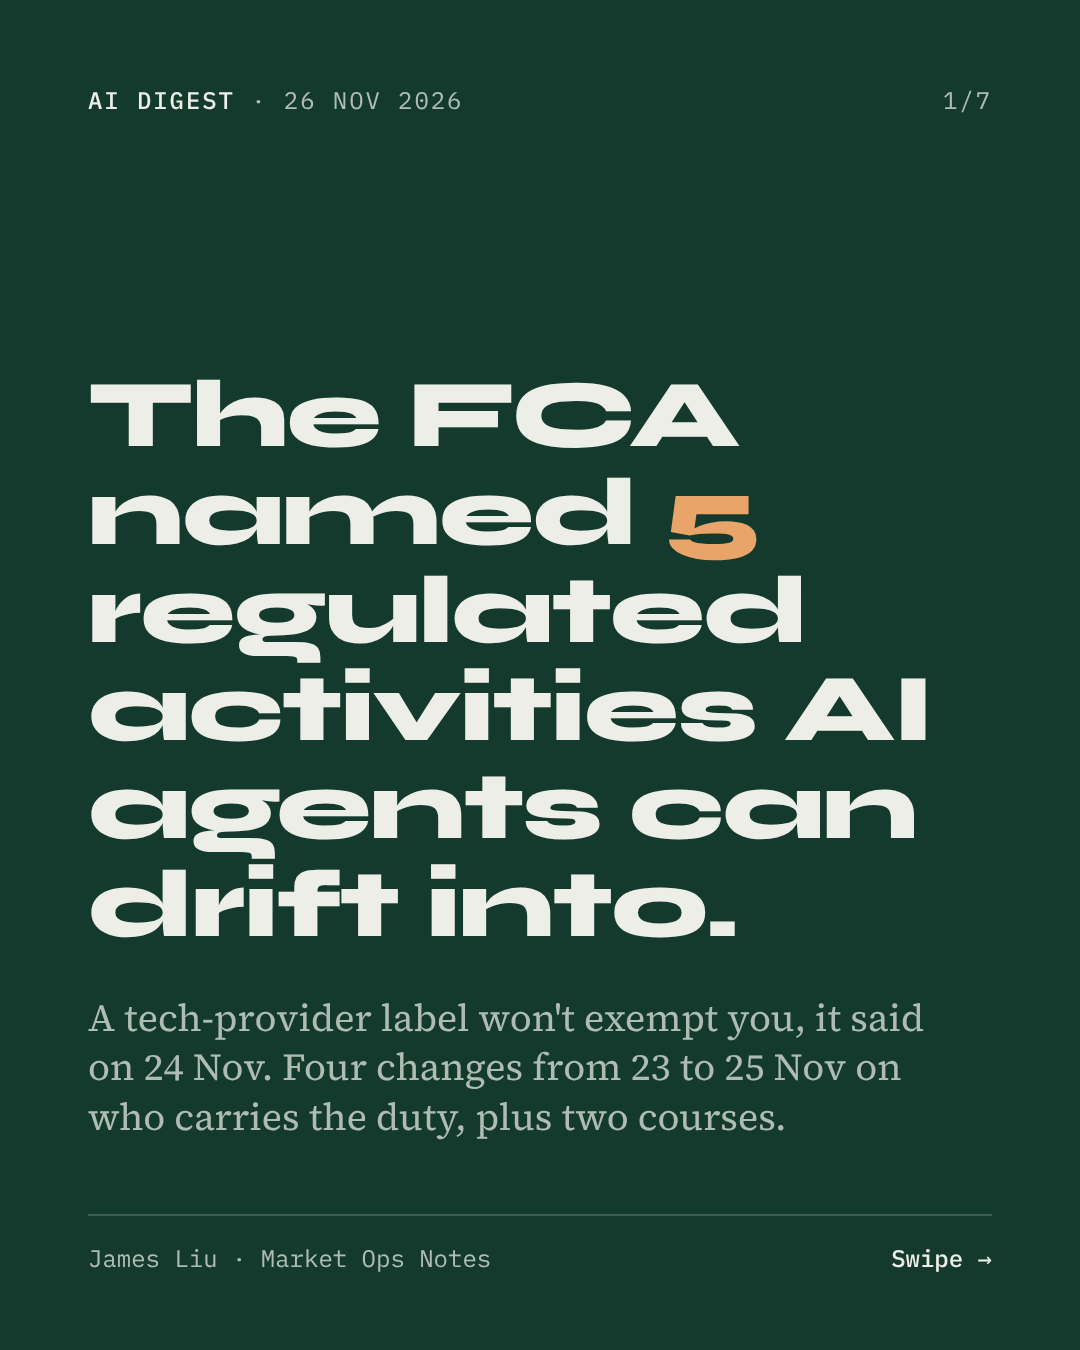 AI DIGEST · 26 NOV 2026
1/7
The FCA
named 5
regulated
activities AI
agents can
drift into.
A tech-provider label won't exempt you, it said
on 24 Nov. Four changes from 23 to 25 Nov on
who carries the duty, plus two courses.
James Liu · Market Ops Notes
Swipe →